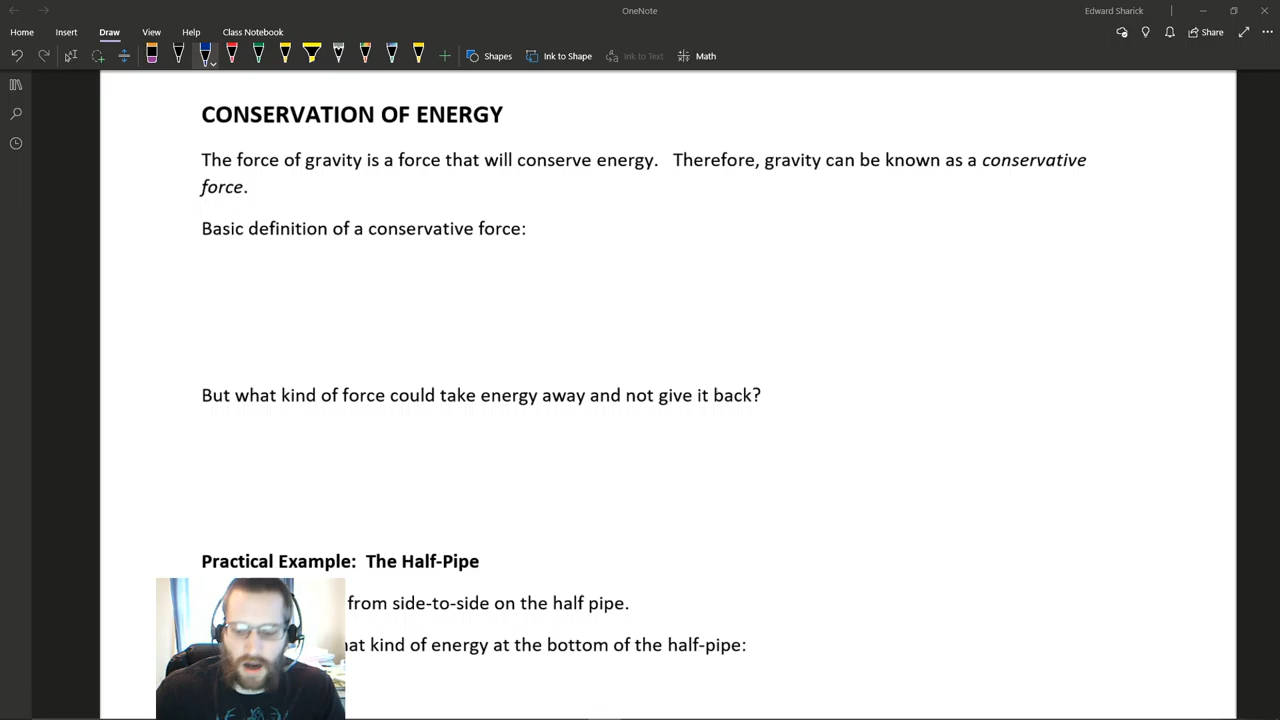 OneNote
Edward Sharick
Home Insert Draw View Help Class Notebook
Share
Shapes Ink to Shape Ink to Text Math
CONSERVATION OF ENERGY
The force of gravity is a force that will conserve energy. Therefore, gravity can be known as a conservative
force.
Basic definition of a conservative force:
But what kind of force could take energy away and not give it back?
Practical Example: The Half-Pipe
from side-to-side on the half pipe.
at kind of energy at the bottom of the half-pipe: